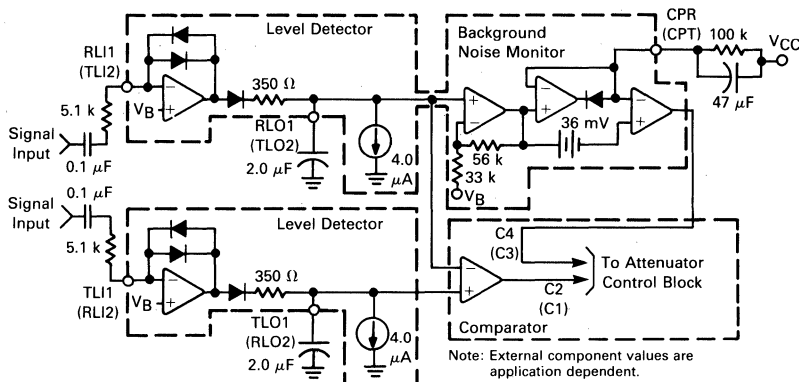 Level Detector
RLI1
(TLI2)
5.1 k
Signal
Input
0.1 µF
VB
350 Ω
RLO1
(TLO2)
2.0 µF
4.0
µA
Background
Noise Monitor
56 k
33 k
VB
36 mV
CPR
(CPT)
100 k
VCC
47 µF
0.1 µF
Signal
Input
5.1 k
TLI1
(RLI2)
Level Detector
VB
350 Ω
TLO1
(RLO2)
2.0 µF
4.0
µA
C4
(C3)
C2
(C1)
To Attenuator
Control Block
Comparator
Note: External component values are
application dependent.